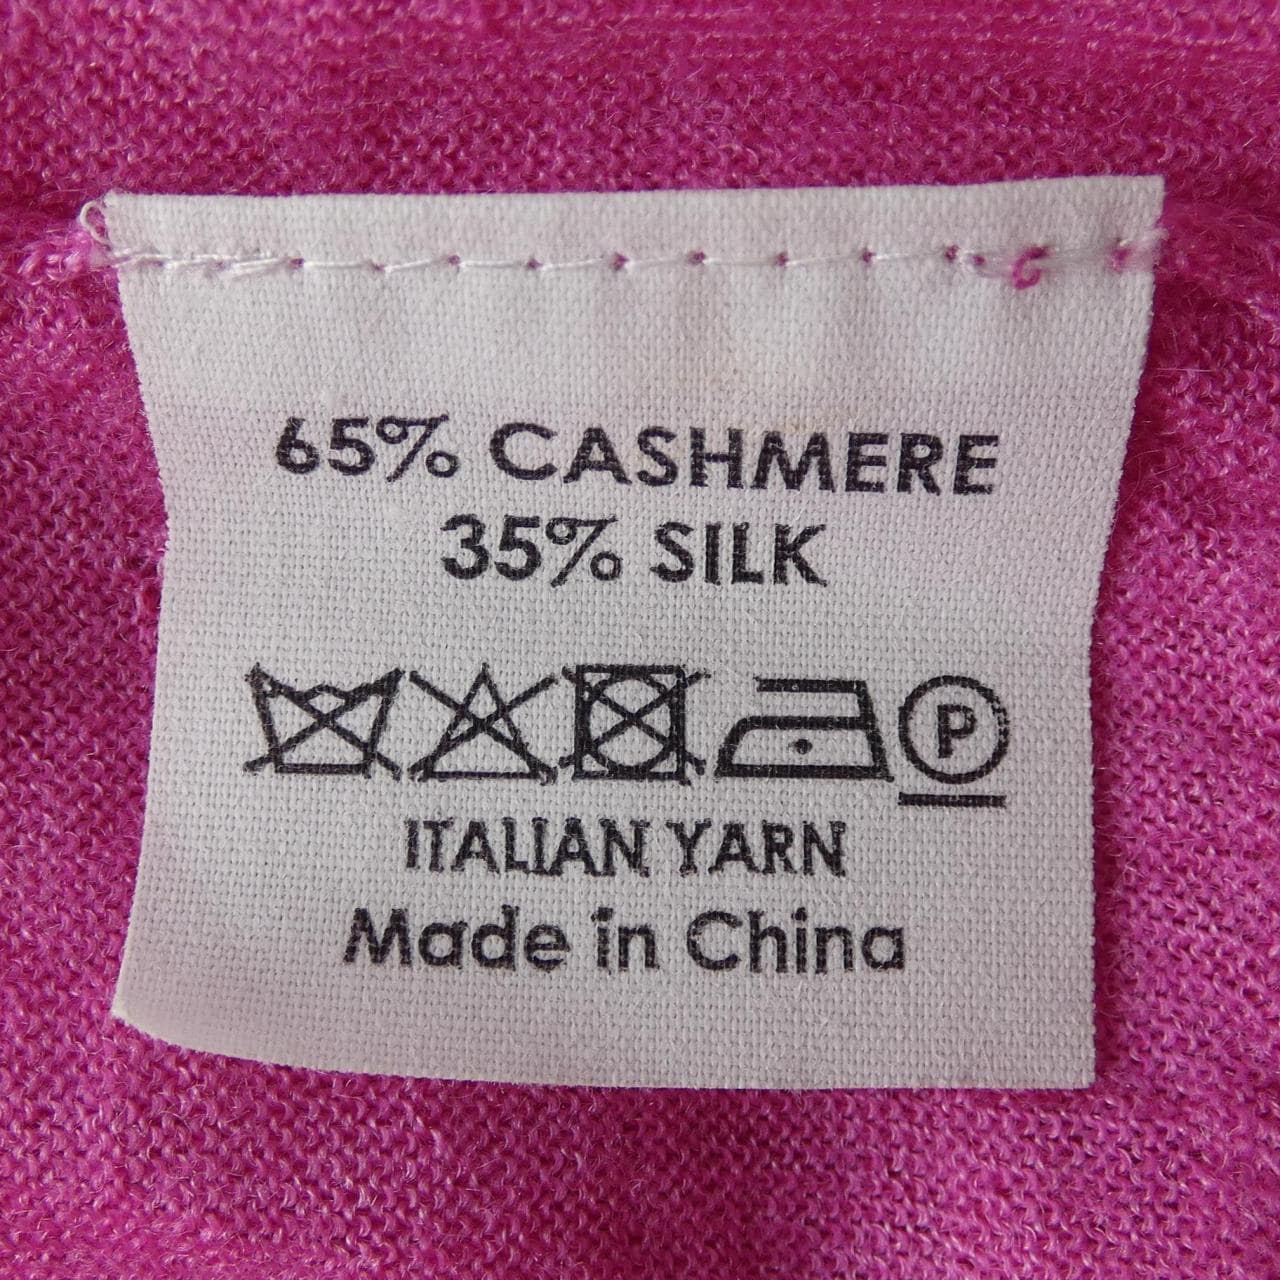 65% CASHMERE
35% SILK
P
ITALIAN YARN
Made in China